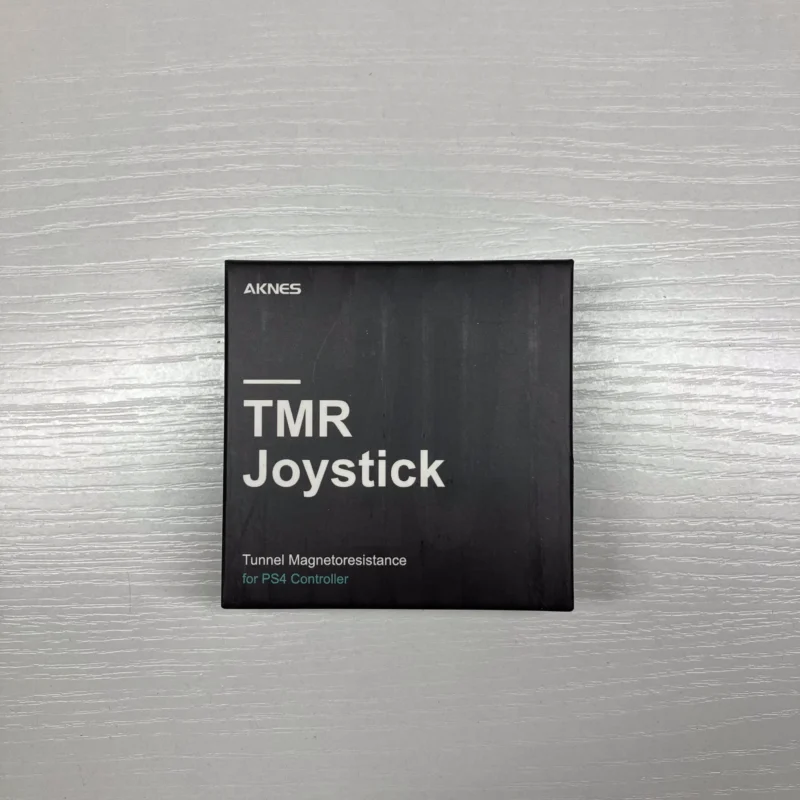 AKNES
TMR
Joystick
Tunnel Magnetoresistance
for PS4 Controller